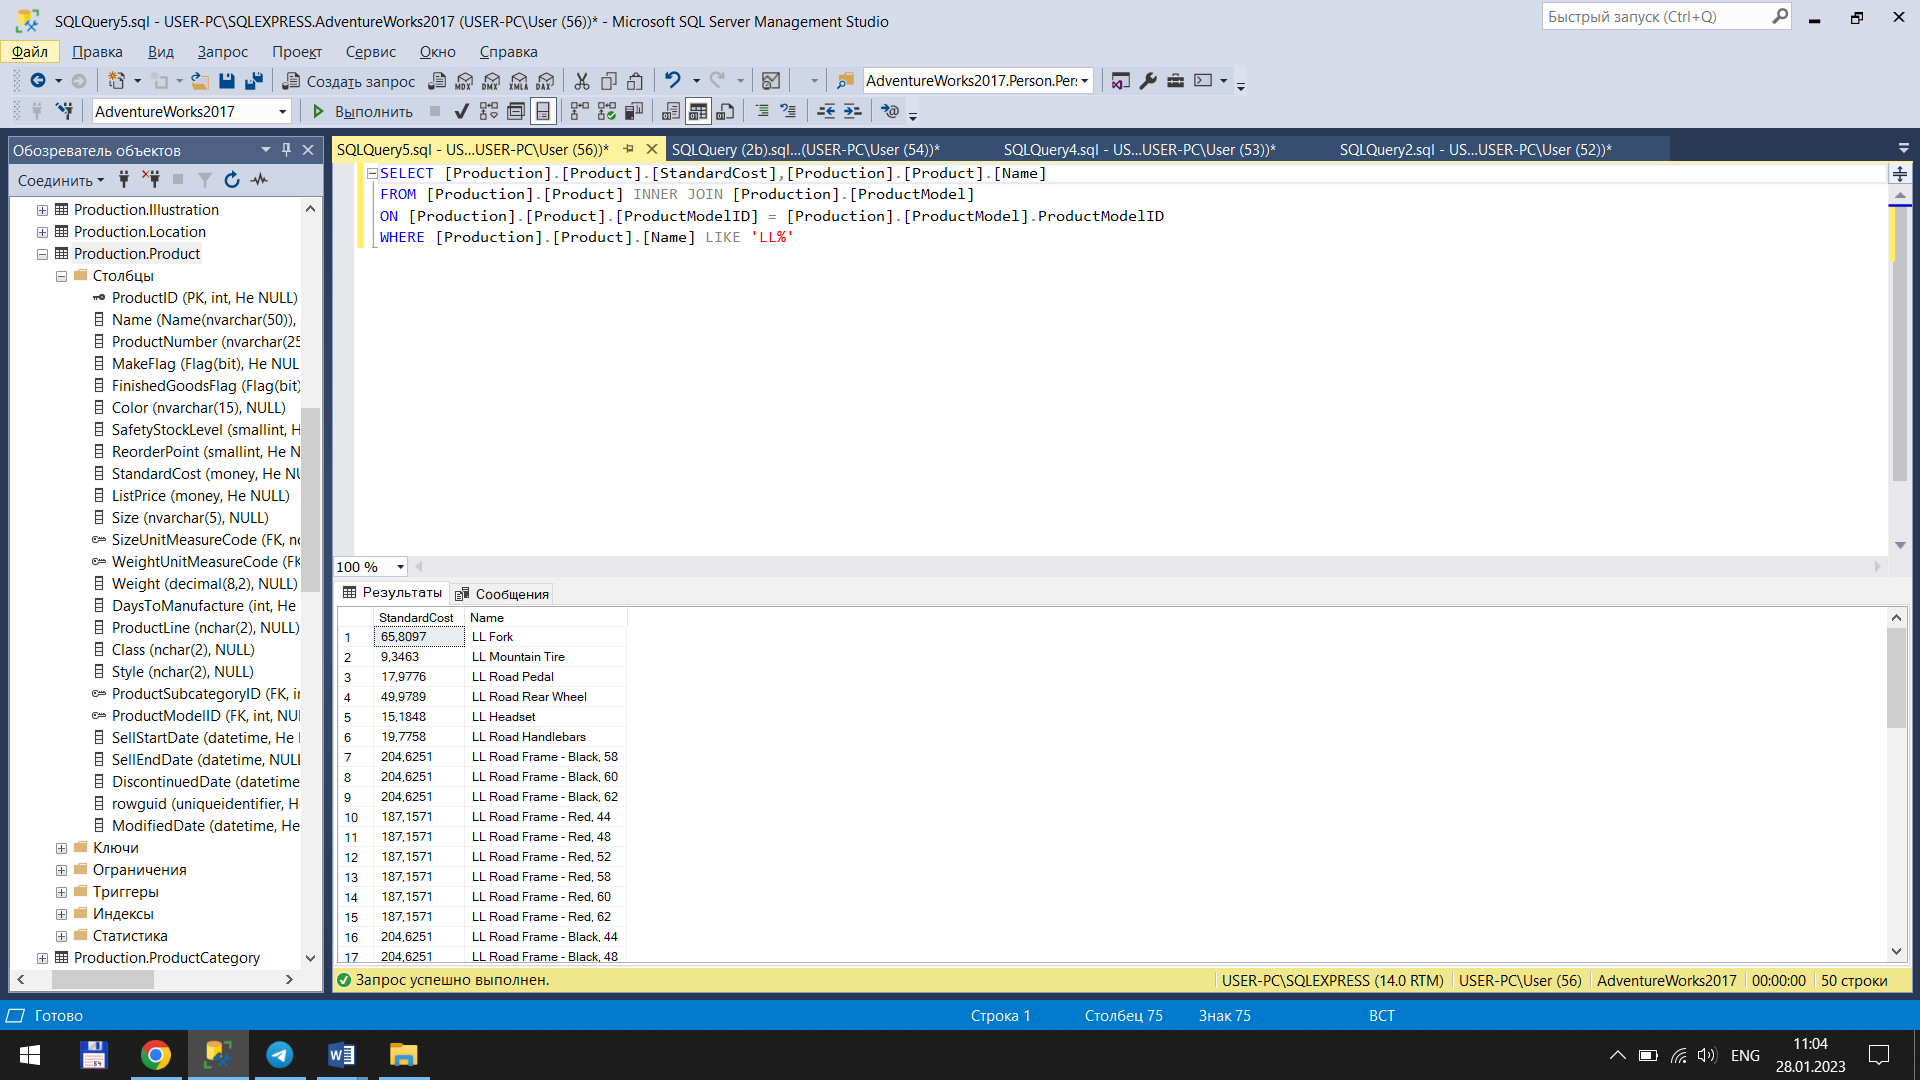 SQLQuery5.sql - USER-PC\SQLEXPRESS.AdventureWorks2017 (USER-PC\User (56))* - Microsoft SQL Server Management Studio
Быстрый запуск (Ctrl+Q)
Файл Правка Вид Запрос Проект Сервис Окно Справка
Создать запрос MDX DMX XMLA DAX AdventureWorks2017.Person.Per:
AdventureWorks2017 Выполнить
Обозреватель объектов
Соединить
Production.Illustration
Production.Location
Production.Product
Столбцы
ProductID (PK, int, Не NULL)
Name (Name(nvarchar(50)),
ProductNumber (nvarchar(25
MakeFlag (Flag(bit), Не NUL
FinishedGoodsFlag (Flag(bit)
Color (nvarchar(15), NULL)
SafetyStockLevel (smallint, Н
ReorderPoint (smallint, Не N
StandardCost (money, Не NU
ListPrice (money, Не NULL)
Size (nvarchar(5), NULL)
SizeUnitMeasureCode (FK, nc
WeightUnitMeasureCode (FK
Weight (decimal(8,2), NULL)
DaysToManufacture (int, Не
ProductLine (nchar(2), NULL)
Class (nchar(2), NULL)
Style (nchar(2), NULL)
ProductSubcategoryID (FK, in
ProductModelID (FK, int, NUL
SellStartDate (datetime, Не
SellEndDate (datetime, NULL
DiscontinuedDate (datetime
rowguid (uniqueidentifier, Н
ModifiedDate (datetime, Не
Ключи
Ограничения
Триггеры
Индексы
Статистика
Production.ProductCategory
SQLQuery5.sql - US...USER-PC\User (56))* SQLQuery (2b).sql...(USER-PC\User (54))* SQLQuery4.sql - US...USER-PC\User (53))* SQLQuery2.sql - US...USER-PC\User (52))*
SELECT [Production].[Product].[StandardCost],[Production].[Product].[Name]
FROM [Production].[Product] INNER JOIN [Production].[ProductModel]
ON [Production].[Product].[ProductModelID] = [Production].[ProductModel].ProductModelID
WHERE [Production].[Product].[Name] LIKE 'LL%'
100 %
Результаты Сообщения
StandardCost Name
1 65,8097 LL Fork
2 9,3463 LL Mountain Tire
3 17,9776 LL Road Pedal
4 49,9789 LL Road Rear Wheel
5 15,1848 LL Headset
6 19,7758 LL Road Handlebars
7 204,6251 LL Road Frame - Black, 58
8 204,6251 LL Road Frame - Black, 60
9 204,6251 LL Road Frame - Black, 62
10 187,1571 LL Road Frame - Red, 44
11 187,1571 LL Road Frame - Red, 48
12 187,1571 LL Road Frame - Red, 52
13 187,1571 LL Road Frame - Red, 58
14 187,1571 LL Road Frame - Red, 60
15 187,1571 LL Road Frame - Red, 62
16 204,6251 LL Road Frame - Black, 44
17 204,6251 LL Road Frame - Black, 48
Запрос успешно выполнен. USER-PC\SQLEXPRESS (14.0 RTM) USER-PC\User (56) AdventureWorks2017 00:00:00 50 строки
Готово Строка 1 Столбец 75 Знак 75 ВСТ
64
ENG
11:04
28.01.2023